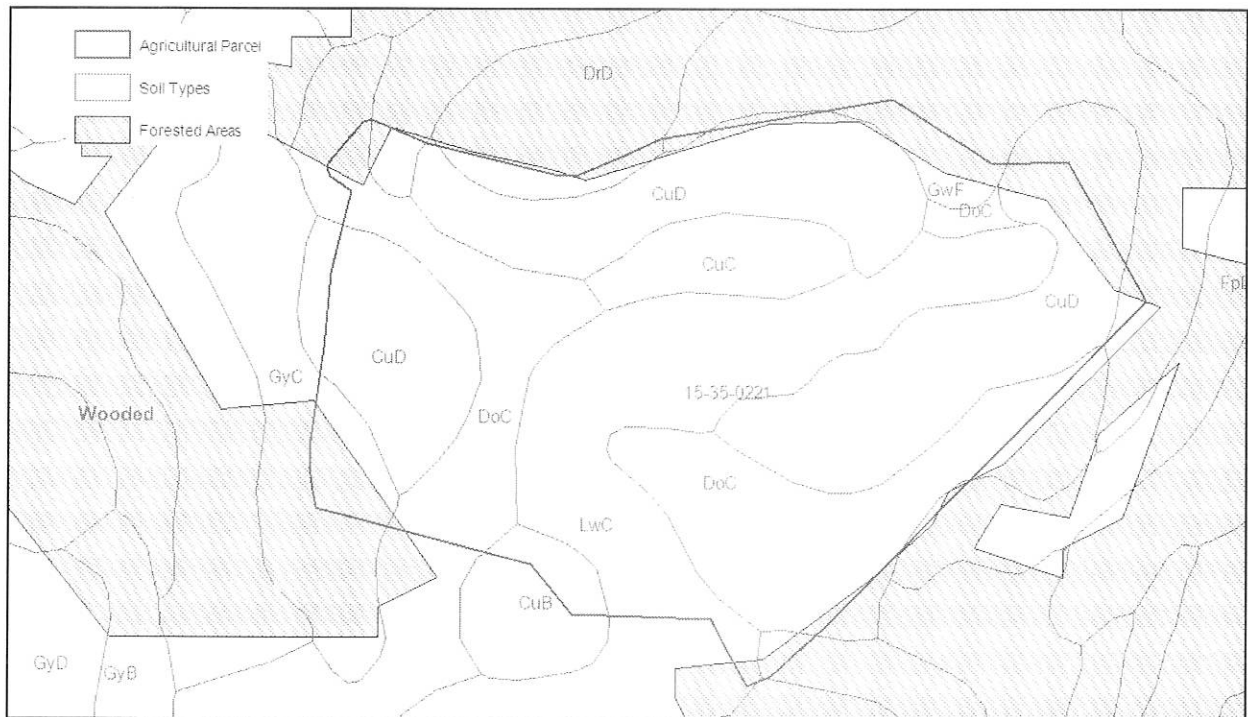 Agricultural Parcel
Soil Types
Forested Areas
DrD
CuD
GwF
DoC
CuC
CuD
CuD
GyC
15-35-0221
Wooded
DoC
DoC
LwC
CuB
GyD
GyB